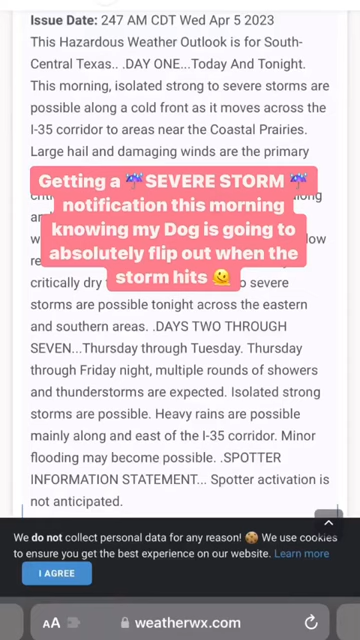 Issue Date: 247 AM CDT Wed Apr 5 2023
This Hazardous Weather Outlook is for South-
Central Texas.. .DAY ONE...Today And Tonight.
This morning, isolated strong to severe storms are
possible along a cold front as it moves across the
I-35 corridor to areas near the Coastal Prairies.
Large hail and damaging winds are the primary
Getting a ☔SEVERE STORM ☔
notification this morning
knowing my Dog is going to
absolutely flip out when the
storm hits 🫠
critically dry
severe
storms are possible tonight across the eastern
and southern areas. .DAYS TWO THROUGH
SEVEN...Thursday through Tuesday. Thursday
through Friday night, multiple rounds of showers
and thunderstorms are expected. Isolated strong
storms are possible. Heavy rains are possible
mainly along and east of the I-35 corridor. Minor
flooding may become possible. .SPOTTER
INFORMATION STATEMENT... Spotter activation is
not anticipated.
We do not collect personal data for any reason! 🍪 We use cookies
to ensure you get the best experience on our website. Learn more
I AGREE
AA
weatherwx.com